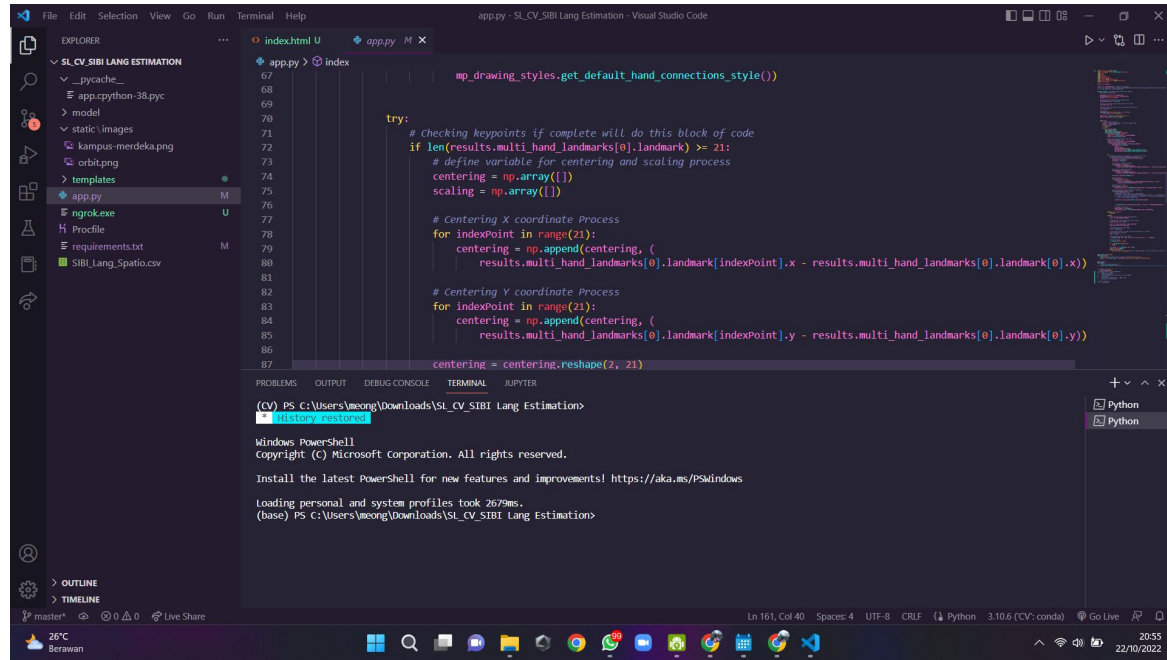 File Edit Selection View Go Run Terminal Help
app.py - SL_CV_SIBI Lang Estimation - Visual Studio Code
EXPLORER
SL_CV_SIBI LANG ESTIMATION
__pycache__
app.cpython-38.pyc
model
static\images
kampus-merdeka.png
orbit.png
templates
app.py M
ngrok.exe U
Procfile
requirements.txt M
SIBI_Lang_Spatio.csv
OUTLINE
TIMELINE
5
index.html U app.py M
app.py > index
67 mp_drawing_styles.get_default_hand_connections_style())
68
69
70 try:
71 # Checking keypoints if complete will do this block of code
72 if len(results.multi_hand_landmarks[0].landmark) >= 21:
73 # define variable for centering and scaling process
74 centering = np.array([])
75 scaling = np.array([])
76
77 # Centering X coordinate Process
78 for indexPoint in range(21):
79 centering = np.append(centering, (
80 results.multi_hand_landmarks[0].landmark[indexPoint].x - results.multi_hand_landmarks[0].landmark[0].x))
81
82 # Centering Y coordinate Process
83 for indexPoint in range(21):
84 centering = np.append(centering, (
85 results.multi_hand_landmarks[0].landmark[indexPoint].y - results.multi_hand_landmarks[0].landmark[0].y))
86
87 centering = centering.reshape(2, 21)
PROBLEMS OUTPUT DEBUG CONSOLE TERMINAL JUPYTER
(CV) PS C:\Users\meong\Downloads\SL_CV_SIBI Lang Estimation>
* History restored
Windows PowerShell
Copyright (C) Microsoft Corporation. All rights reserved.
Install the latest PowerShell for new features and improvements! https://aka.ms/PSWindows
Loading personal and system profiles took 2679ms.
(base) PS C:\Users\meong\Downloads\SL_CV_SIBI Lang Estimation>
Python
Python
master* 0 0 Live Share
Ln 161, Col 40 Spaces: 4 UTF-8 CRLF Python 3.10.6 ('CV': conda) Go Live
26°C
Berawan
99
20:55
22/10/2022